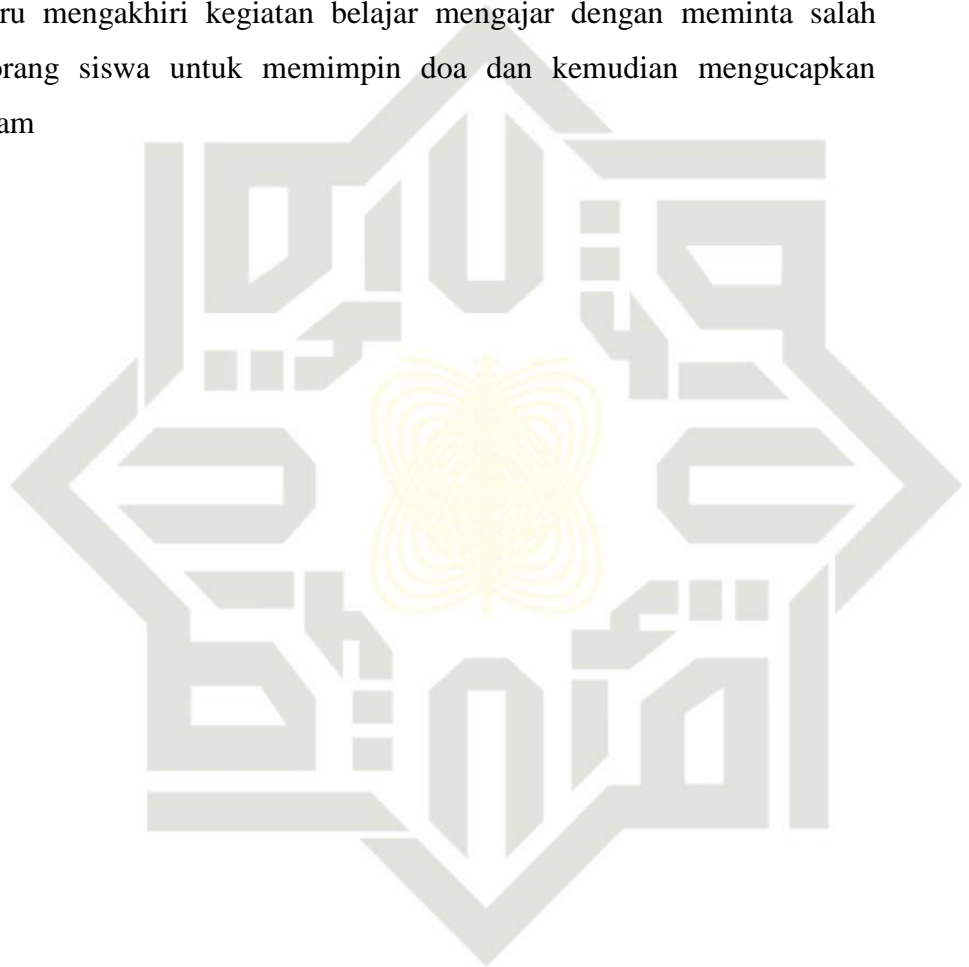 ru mengakhiri kegiatan belajar mengajar dengan meminta salah
orang siswa untuk memimpin doa dan kemudian mengucapkan
am